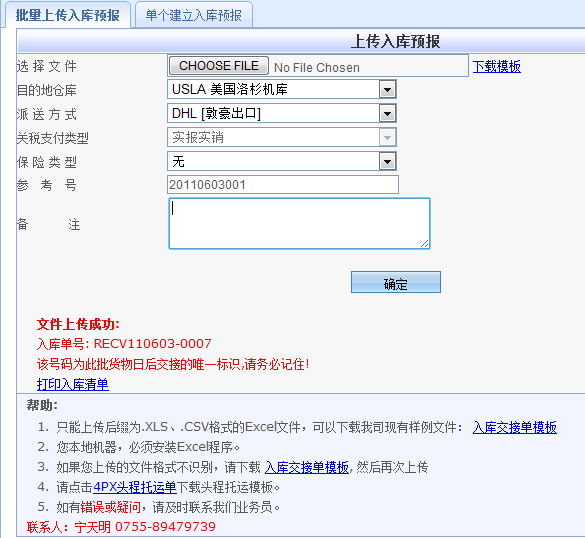 批量上传入库预报 单个建立入库预报
上传入库预报
选择文件 CHOOSE FILE No File Chosen 下载模板
目的地仓库 USLA 美国洛杉机库
派送方式 DHL [敦豪出口]
关税支付类型 实报实销
保险类型 无
参考号 20110603001
备注
确定
文件上传成功:
入库单号: RECV110603-0007
该号码为此批货物日后交接的唯一标识,请务必记住!
打印入库清单
帮助:
1. 只能上传后缀为.XLS、.CSV格式的Excel文件，可以下载我司现有样例文件： 入库交接单模板
2. 您本地机器，必须安装Excel程序。
3. 如果您上传的文件格式不识别，请下载 入库交接单模板, 然后再次上传
4. 请点击4PX头程托运单下载头程托运模板。
5. 如有错误或疑问，请及时联系我们业务员。
联系人：宁天明 0755-89479739